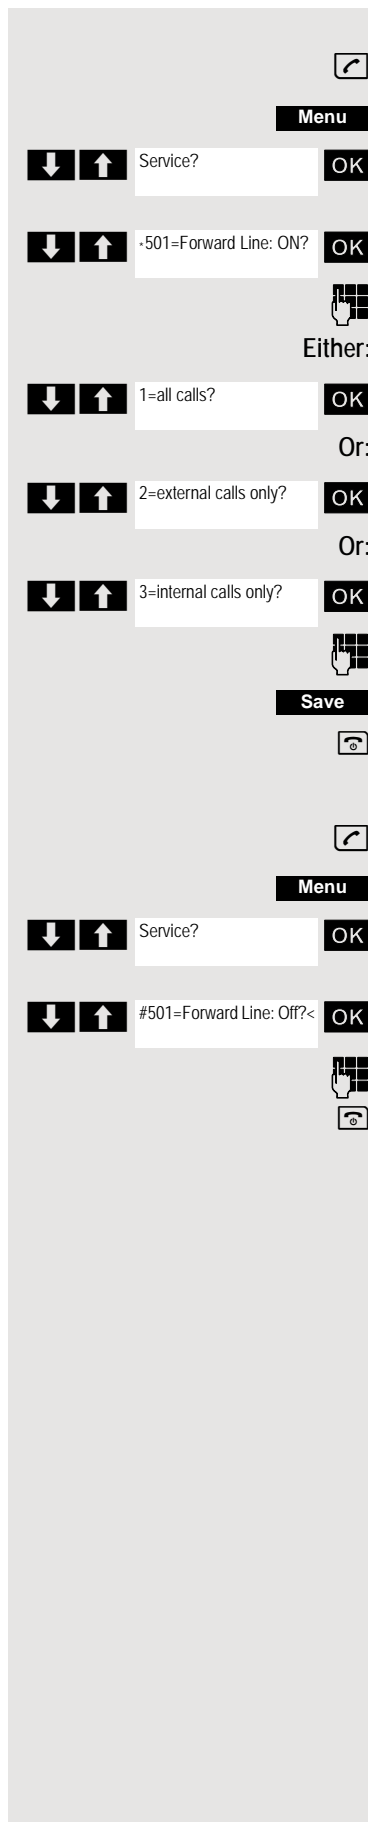 Menu
Service? OK
*501=Forward Line: ON? OK
Either:
1=all calls? OK
Or:
2=external calls only? OK
Or:
3=internal calls only? OK
Save
Menu
Service? OK
#501=Forward Line: Off?< OK